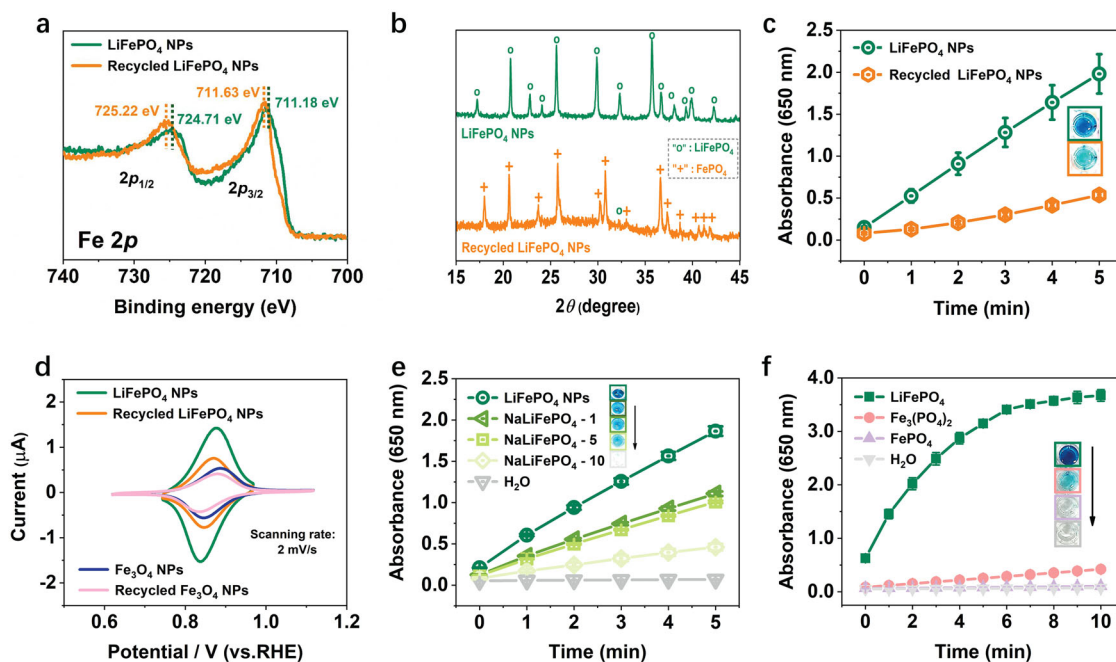 a
LiFePO₄ NPs
Recycled LiFePO₄ NPs
725.22 eV
711.63 eV
724.71 eV
711.18 eV
2p₁/₂
2p₃/₂
Fe 2p
740 730 720 710 700
Binding energy (eV)
b
LiFePO₄ NPs
"o" : LiFePO₄
"+" : FePO₄
Recycled LiFePO₄ NPs
15 20 25 30 35 40 45
2θ (degree)
c
Absorbance (650 nm)
2.5
2.0
1.5
1.0
0.5
0.0
LiFePO₄ NPs
Recycled LiFePO₄ NPs
0 1 2 3 4 5
Time (min)
d
Current (μA)
2
1
0
-1
-2
LiFePO₄ NPs
Recycled LiFePO₄ NPs
Scanning rate:
2 mV/s
Fe₃O₄ NPs
Recycled Fe₃O₄ NPs
0.6 0.8 1.0 1.2
Potential / V (vs.RHE)
e
Absorbance (650 nm)
2.5
2.0
1.5
1.0
0.5
0.0
LiFePO₄ NPs
NaLiFePO₄ - 1
NaLiFePO₄ - 5
NaLiFePO₄ - 10
H₂O
0 1 2 3 4 5
Time (min)
f
Absorbance (650 nm)
4.0
3.0
2.0
1.0
0.0
LiFePO₄
Fe₃(PO₄)₂
FePO₄
H₂O
0 2 4 6 8 10
Time (min)